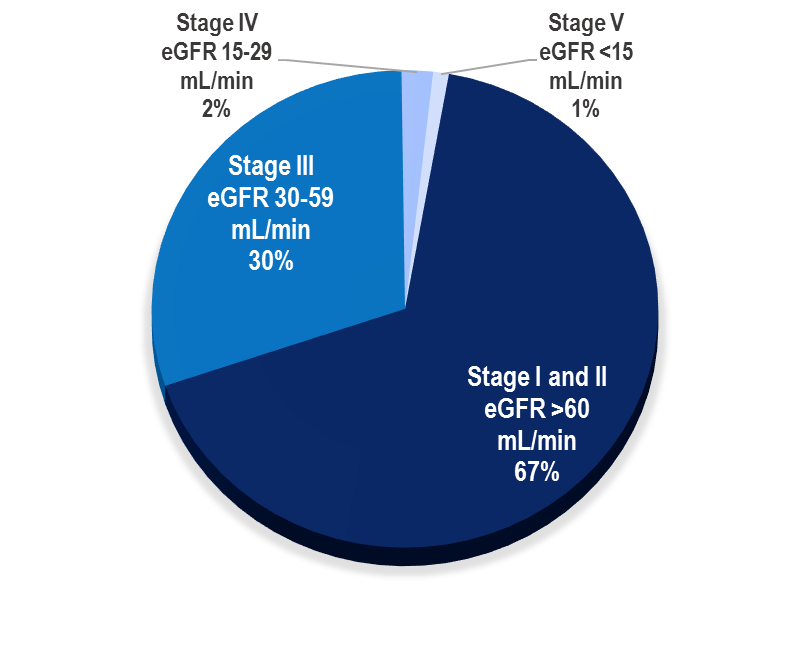 Stage IV
eGFR 15-29
mL/min
2%
Stage V
eGFR <15
mL/min
1%
Stage III
eGFR 30-59
mL/min
30%
Stage I and II
eGFR >60
mL/min
67%